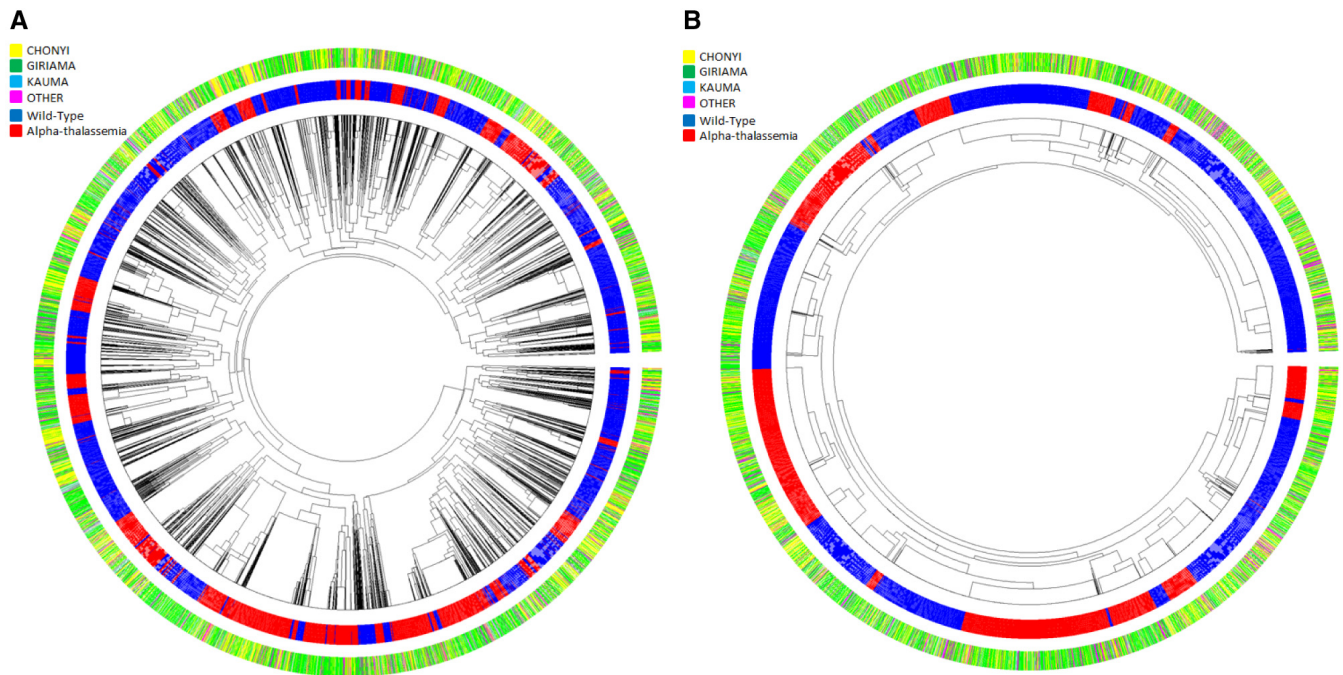 A
CHONYI
GIRIAMA
KAUMA
OTHER
Wild-Type
Alpha-thalassemia
B
CHONYI
GIRIAMA
KAUMA
OTHER
Wild-Type
Alpha-thalassemia